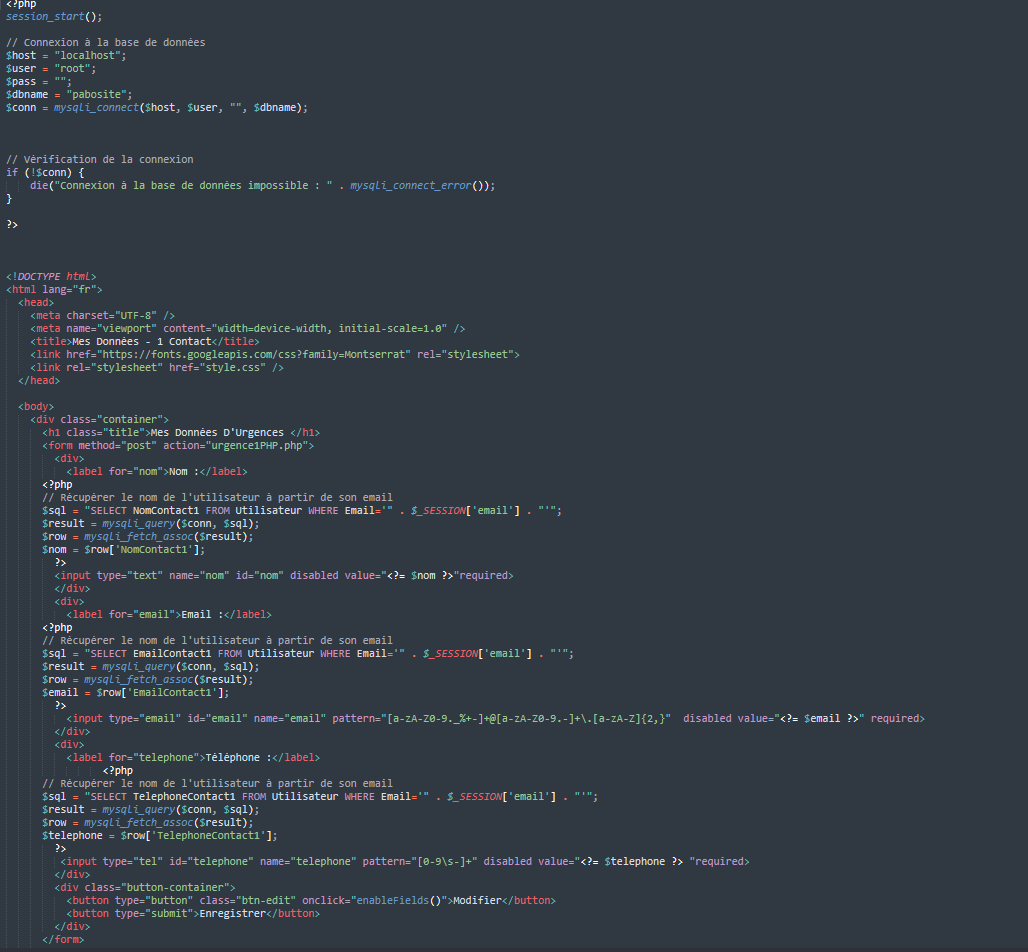 <?php
session_start();
// Connexion à la base de données
$host = "localhost";
$user = "root";
$pass = "";
$dbname = "pabosite";
$conn = mysqli_connect($host, $user, "", $dbname);
// Vérification de la connexion
if (!$conn) {
die("Connexion à la base de données impossible : " . mysqli_connect_error());
}
?>
<!DOCTYPE html>
<html lang="fr">
<head>
<meta charset="UTF-8" />
<meta name="viewport" content="width=device-width, initial-scale=1.0" />
<title>Mes Données - 1 Contact</title>
<link href="https://fonts.googleapis.com/css?family=Montserrat" rel="stylesheet">
<link rel="stylesheet" href="style.css" />
</head>
<body>
<div class="container">
<h1 class="title">Mes Données D'Urgences </h1>
<form method="post" action="urgence1PHP.php">
<div>
<label for="nom">Nom :</label>
<?php
// Récupérer le nom de l'utilisateur à partir de son email
$sql = "SELECT NomContact1 FROM Utilisateur WHERE Email='" . $_SESSION['email'] . "'";
$result = mysqli_query($conn, $sql);
$row = mysqli_fetch_assoc($result);
$nom = $row['NomContact1'];
?>
<input type="text" name="nom" id="nom" disabled value="<?= $nom ?>"required>
</div>
<div>
<label for="email">Email :</label>
<?php
// Récupérer le nom de l'utilisateur à partir de son email
$sql = "SELECT EmailContact1 FROM Utilisateur WHERE Email='" . $_SESSION['email'] . "'";
$result = mysqli_query($conn, $sql);
$row = mysqli_fetch_assoc($result);
$email = $row['EmailContact1'];
?>
<input type="email" id="email" name="email" pattern="[a-zA-Z0-9._%+-]+@[a-zA-Z0-9.-]+\.[a-zA-Z]{2,}"  disabled value="<?= $email ?>" required>
</div>
<div>
<label for="telephone">Téléphone :</label>
<?php
// Récupérer le nom de l'utilisateur à partir de son email
$sql = "SELECT TelephoneContact1 FROM Utilisateur WHERE Email='" . $_SESSION['email'] . "'";
$result = mysqli_query($conn, $sql);
$row = mysqli_fetch_assoc($result);
$telephone = $row['TelephoneContact1'];
?>
<input type="tel" id="telephone" name="telephone" pattern="[0-9\s-]+" disabled value="<?= $telephone ?> "required>
</div>
<div class="button-container">
<button type="button" class="btn-edit" onclick="enableFields()">Modifier</button>
<button type="submit">Enregistrer</button>
</div>
</form>